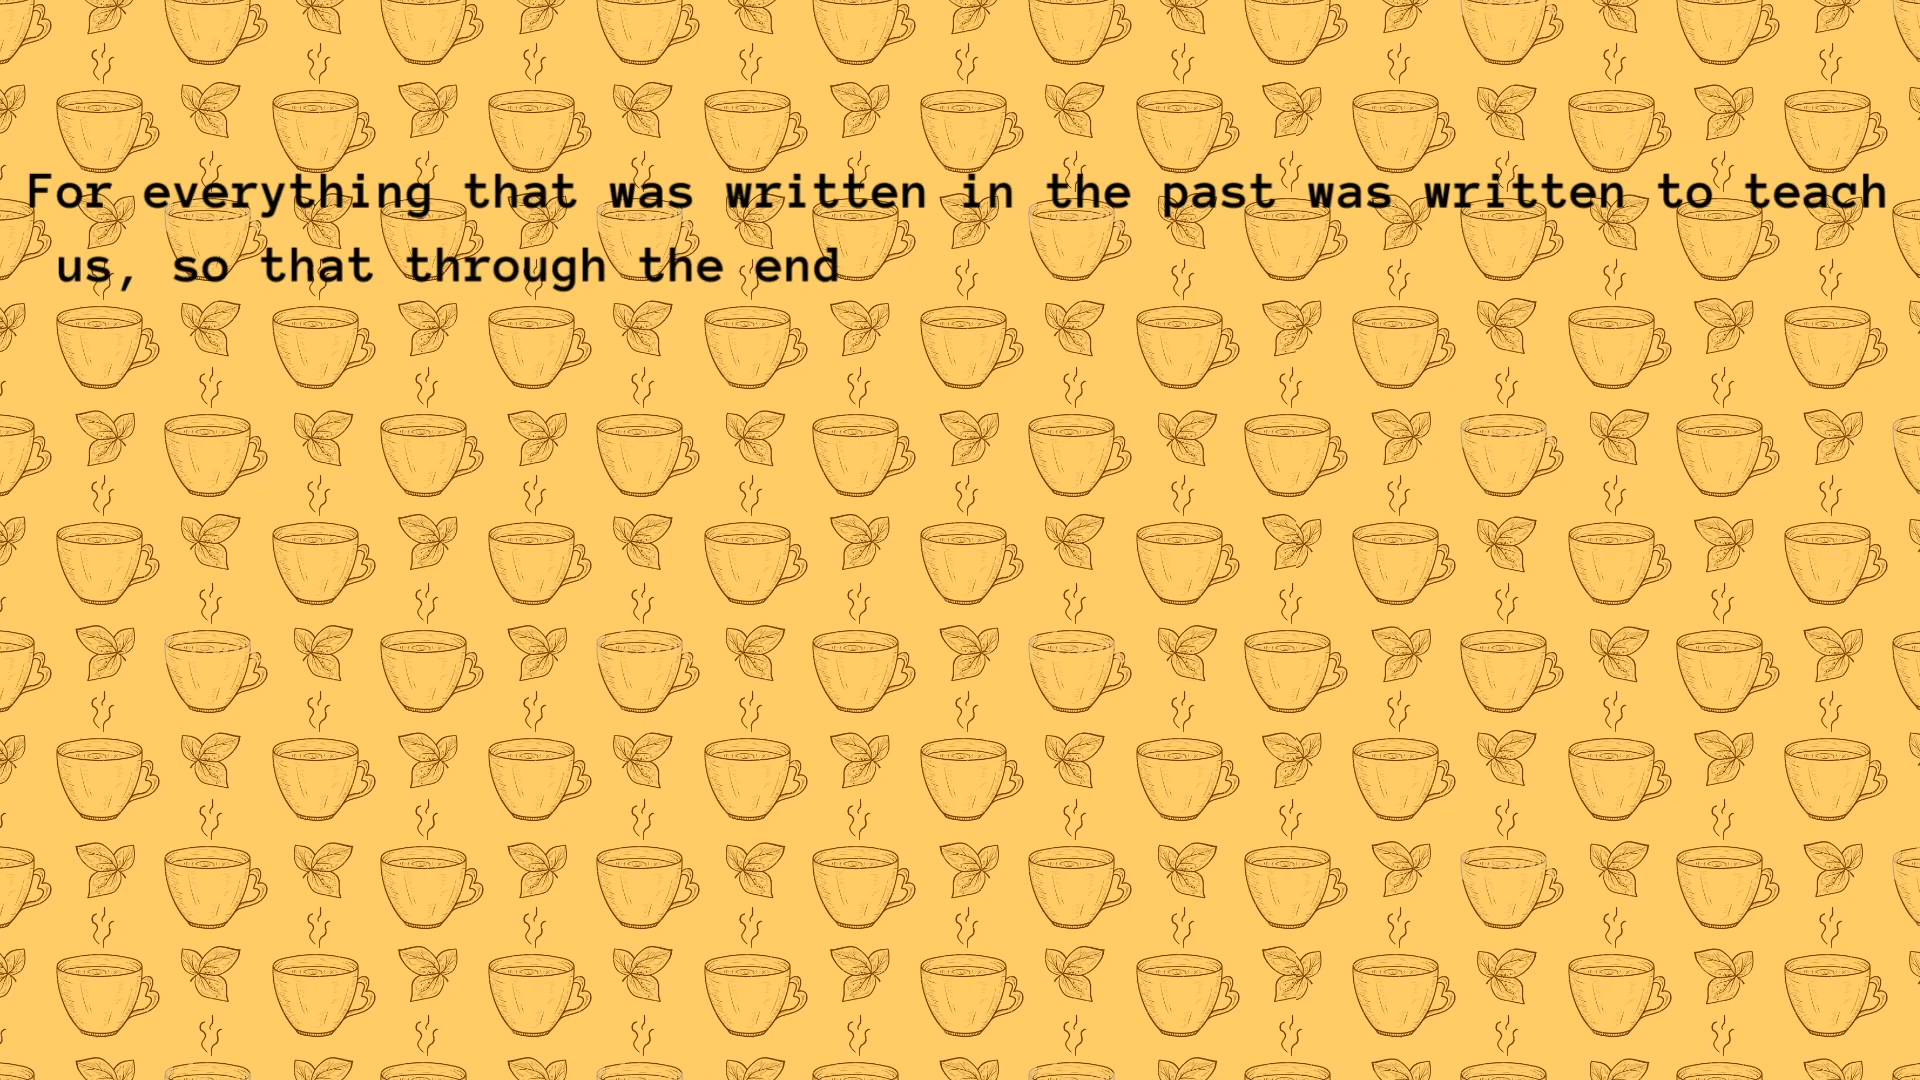 For everything that was written in the past was written to teach
us, so that through the end